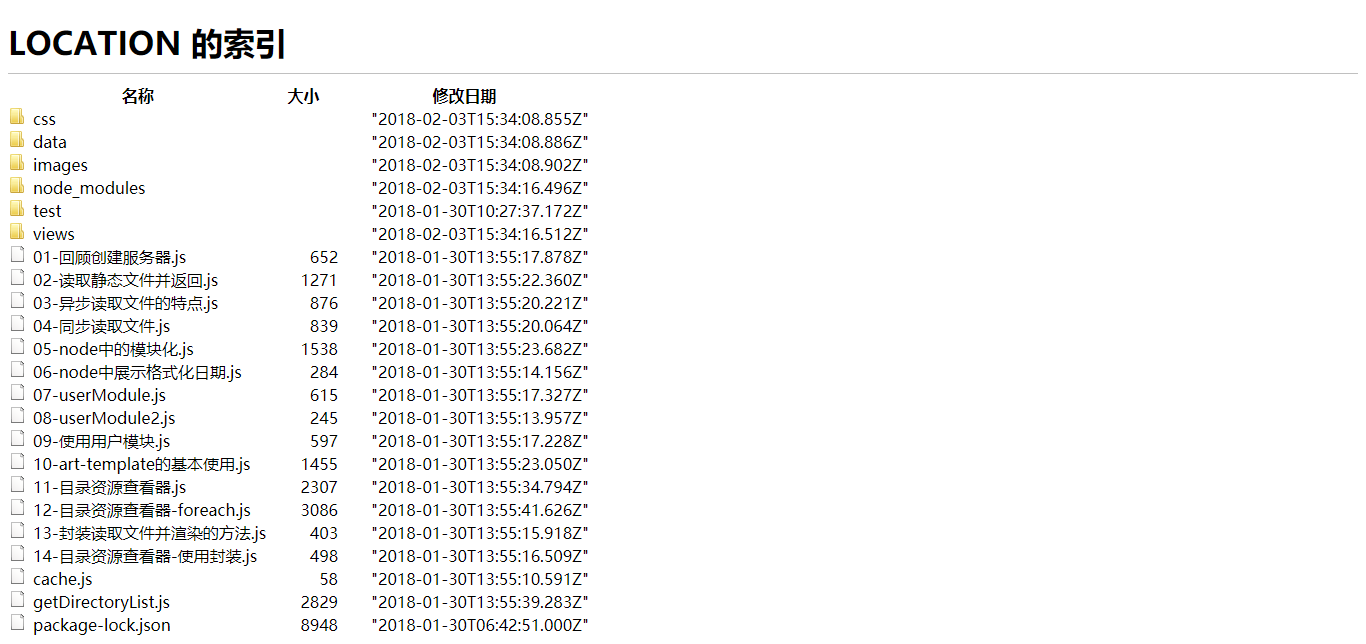 LOCATION 的索引
名称 大小 修改日期
css "2018-02-03T15:34:08.855Z"
data "2018-02-03T15:34:08.886Z"
images "2018-02-03T15:34:08.902Z"
node_modules "2018-02-03T15:34:16.496Z"
test "2018-01-30T10:27:37.172Z"
views "2018-02-03T15:34:16.512Z"
01-回顾创建服务器.js 652 "2018-01-30T13:55:17.878Z"
02-读取静态文件并返回.js 1271 "2018-01-30T13:55:22.360Z"
03-异步读取文件的特点.js 876 "2018-01-30T13:55:20.221Z"
04-同步读取文件.js 839 "2018-01-30T13:55:20.064Z"
05-node中的模块化.js 1538 "2018-01-30T13:55:23.682Z"
06-node中展示格式化日期.js 284 "2018-01-30T13:55:14.156Z"
07-userModule.js 615 "2018-01-30T13:55:17.327Z"
08-userModule2.js 245 "2018-01-30T13:55:13.957Z"
09-使用用户模块.js 597 "2018-01-30T13:55:17.228Z"
10-art-template的基本使用.js 1455 "2018-01-30T13:55:23.050Z"
11-目录资源查看器.js 2307 "2018-01-30T13:55:34.794Z"
12-目录资源查看器-foreach.js 3086 "2018-01-30T13:55:41.626Z"
13-封装读取文件并渲染的方法.js 403 "2018-01-30T13:55:15.918Z"
14-目录资源查看器-使用封装.js 498 "2018-01-30T13:55:16.509Z"
cache.js 58 "2018-01-30T13:55:10.591Z"
getDirectoryList.js 2829 "2018-01-30T13:55:39.283Z"
package-lock.json 8948 "2018-01-30T06:42:51.000Z"